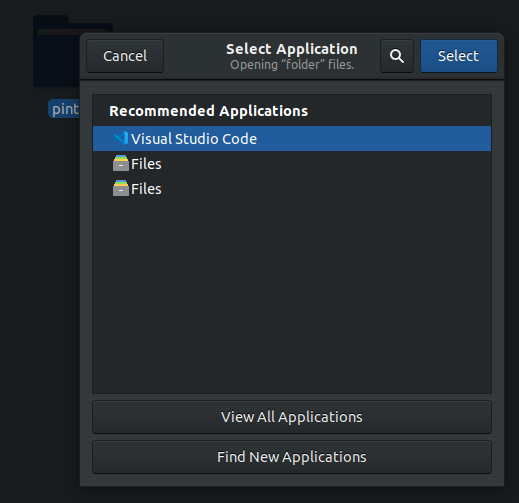 Cancel
Select Application
Opening "folder" files.
Select
pint
Recommended Applications
Visual Studio Code
Files
Files
View All Applications
Find New Applications